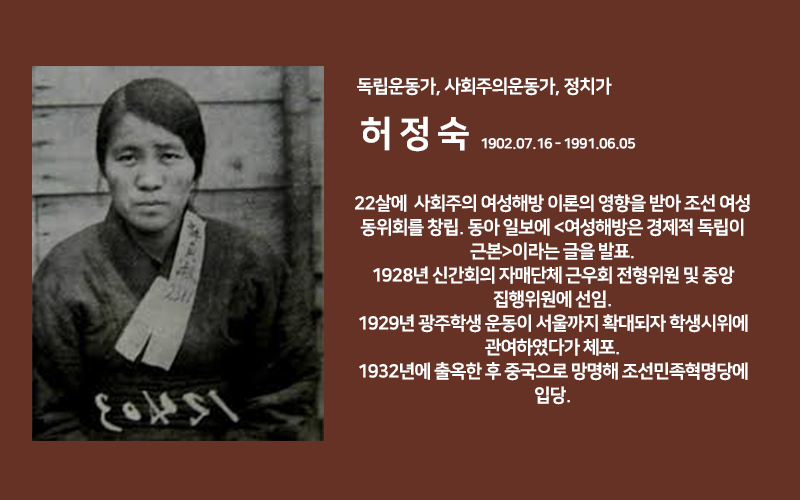 독립운동가, 사회주의운동가, 정치가
허정숙 1902.07.16 - 1991.06.05
22살에 사회주의 여성해방 이론의 영향을 받아 조선 여성
동위회를 창립. 동아 일보에 <여성해방은 경제적 독립이
근본>이라는 글을 발표.
1928년 신간회의 자매단체 근우회 전형위원 및 중앙
집행위원에 선임.
1929년 광주학생 운동이 서울까지 확대되자 학생시위에
관여하였다가 체포.
1932년에 출옥한 후 중국으로 망명해 조선민족혁명당에
입당.
12403